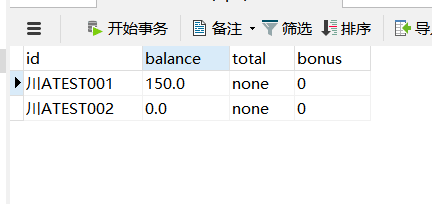 开始事务 备注 筛选 排序 导
id balance total bonus
川ATEST001 150.0 none 0
川ATEST002 0.0 none 0